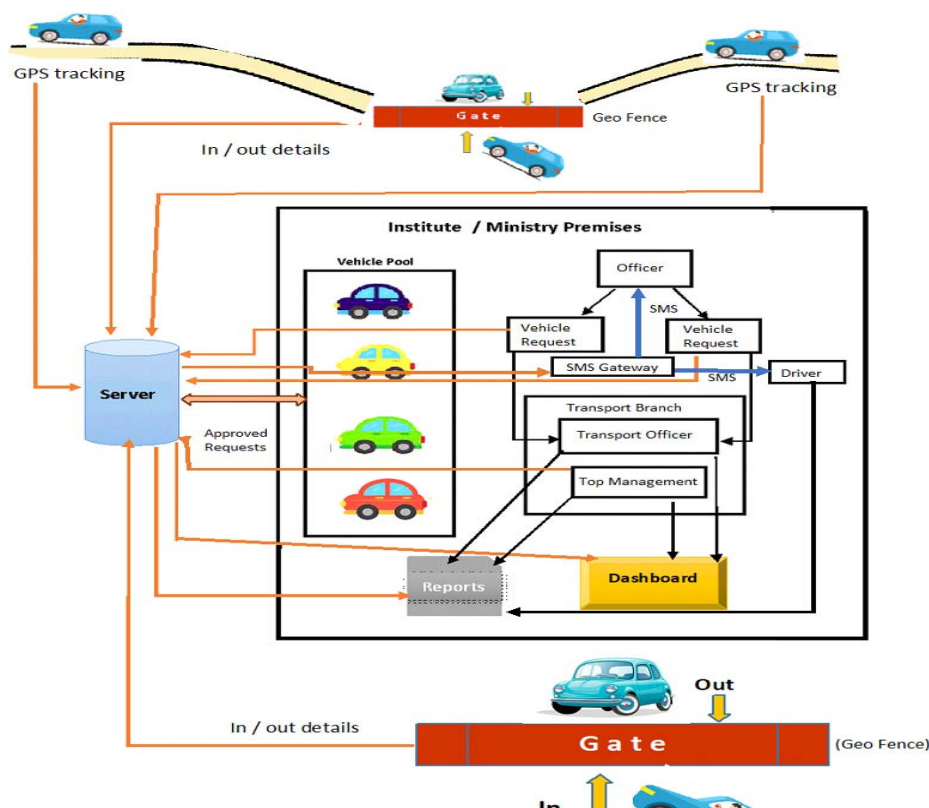 GPS tracking
GPS tracking
Gate
Geo Fence
In / out details
Institute / Ministry Premises
Vehicle Pool
Officer
SMS
Vehicle
Request
Vehicle
Request
SMS Gateway
SMS
Driver
Server
Transport Branch
Transport Officer
Approved
Requests
Top Management
Reports
Dashboard
Out
In / out details
Gate
(Geo Fence)
In